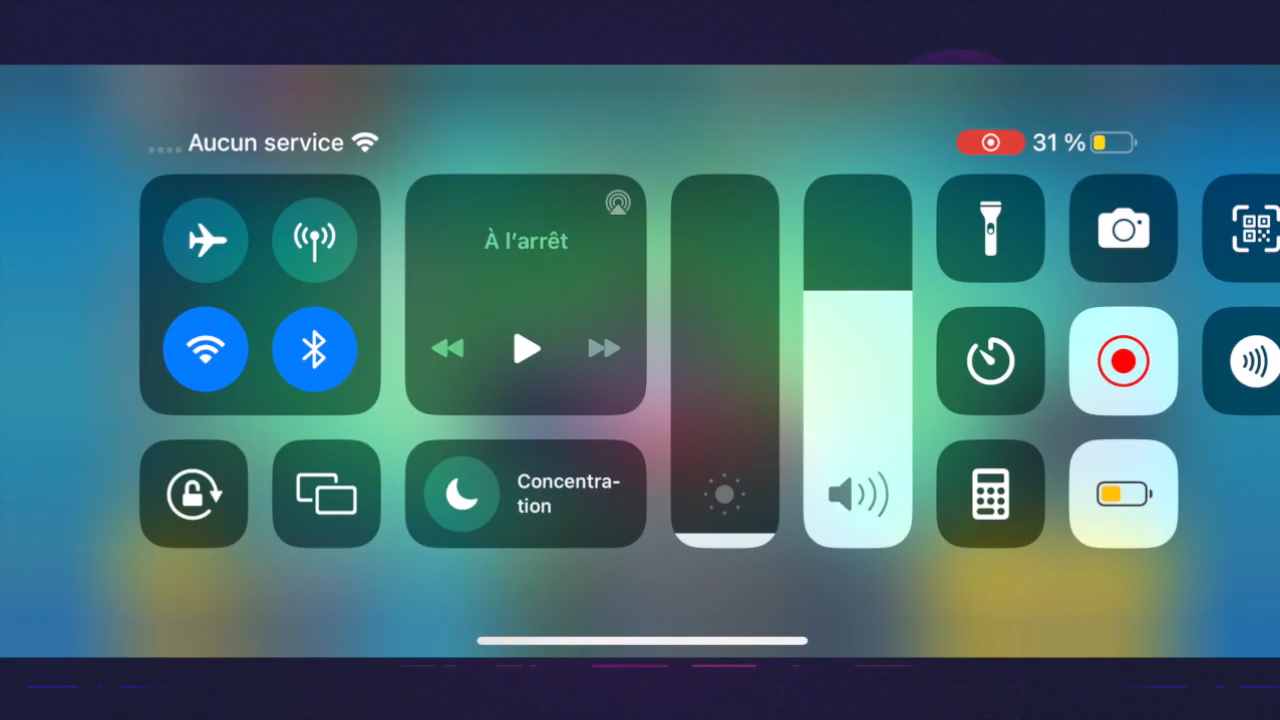 Aucun service
31 %
À l’arrêt
Concentra-
tion